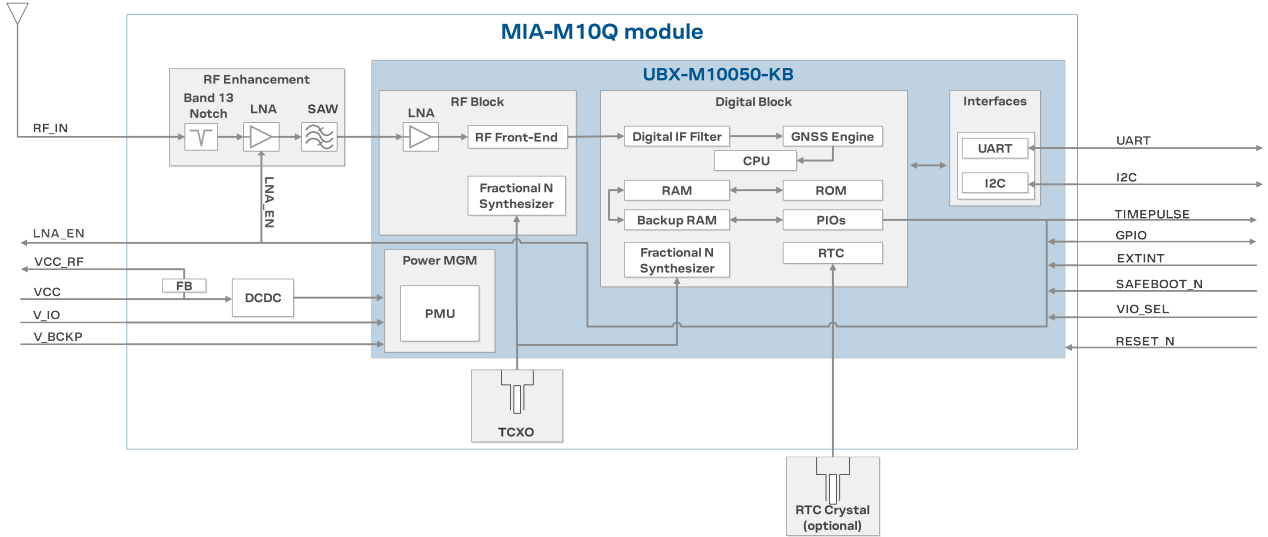 MIA-M10Q module
UBX-M10050-KB
RF Enhancement
Band 13
Notch
LNA
SAW
RF_IN
LNA_EN
RF Block
LNA
RF Front-End
Fractional N
Synthesizer
Digital Block
Digital IF Filter
GNSS Engine
CPU
RAM
ROM
Backup RAM
PIOs
Fractional N
Synthesizer
RTC
Interfaces
UART
I2C
UART
I2C
TIMEPULSE
GPIO
EXTINT
SAFEBOOT_N
VIO_SEL
RESET_N
LNA_EN
VCC_RF
FB
VCC
DCDC
V_IO
V_BCKP
Power MGM
PMU
TCXO
RTC Crystal
(optional)